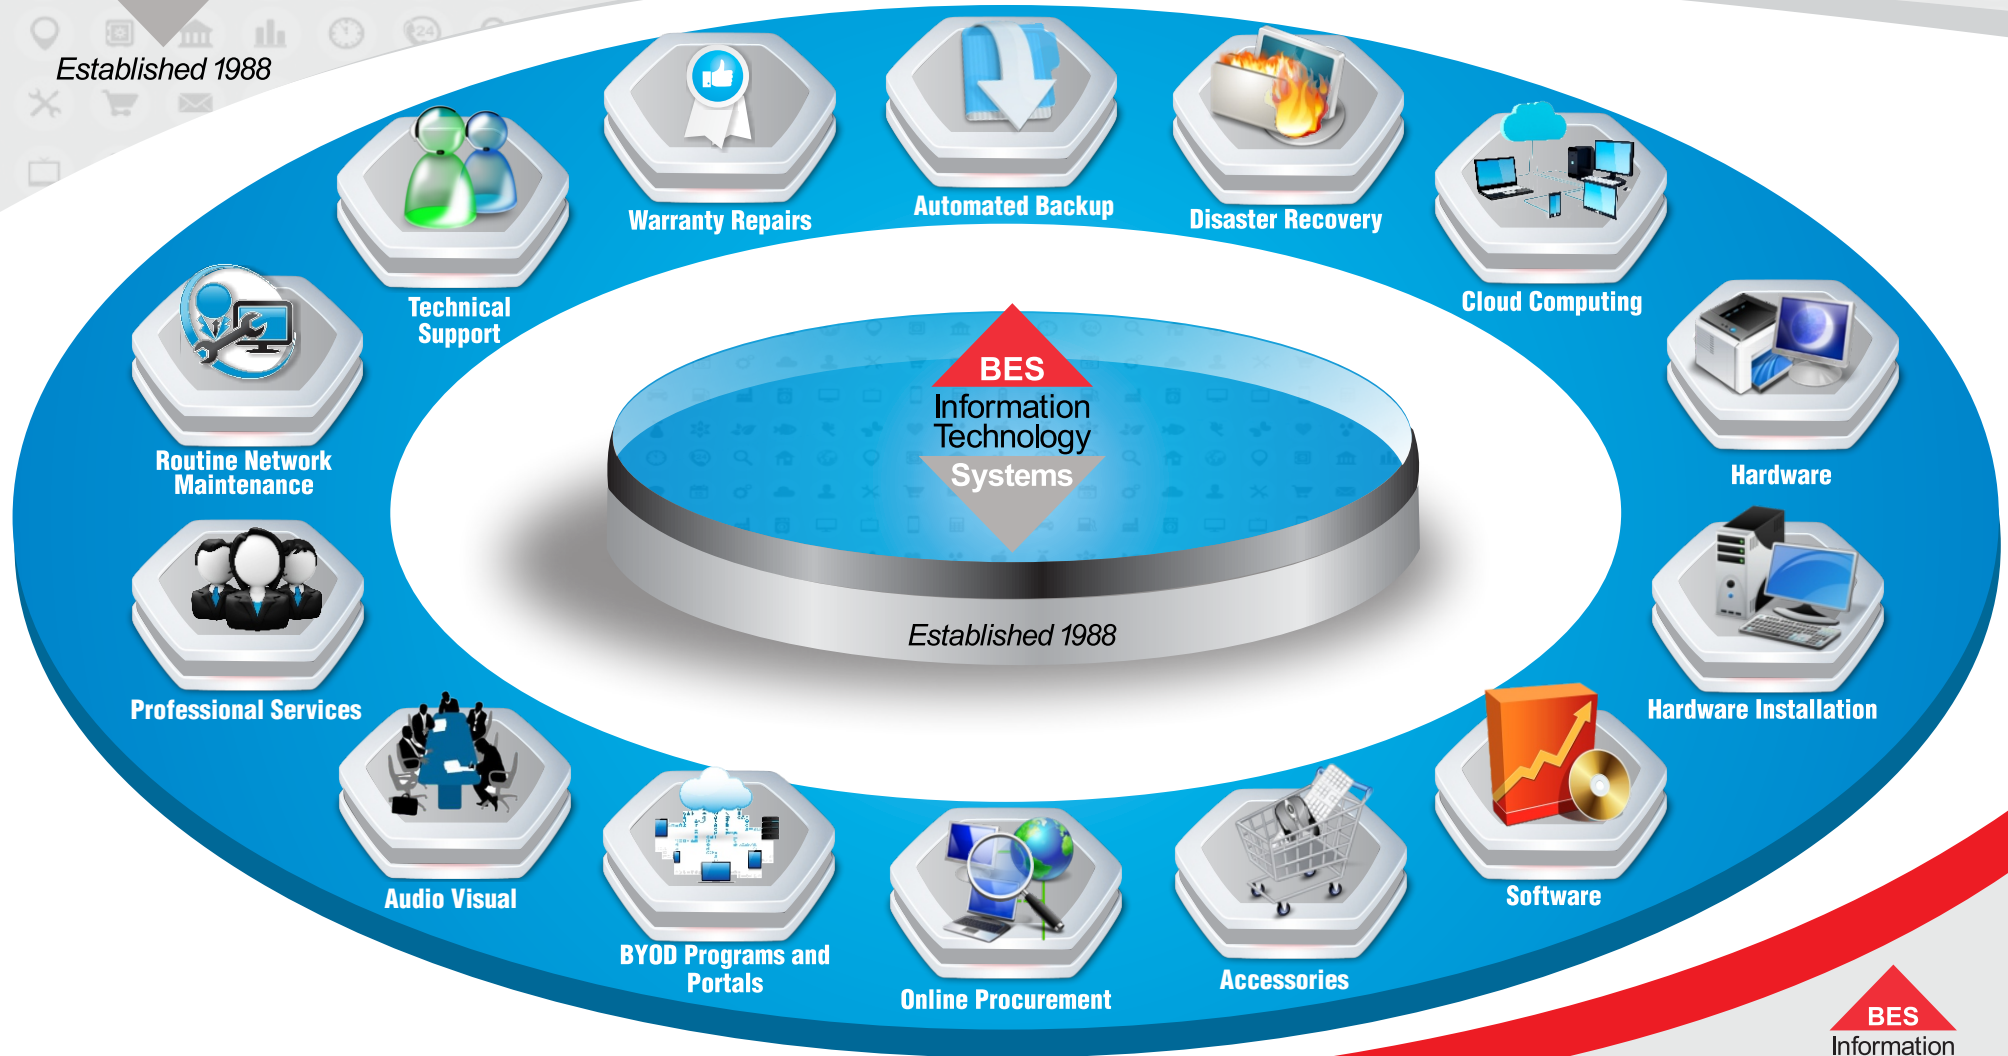 Established 1988
Warranty Repairs
Automated Backup
Disaster Recovery
Cloud Computing
Technical
Support
Hardware
Routine Network
Maintenance
BES
Information
Technology
Systems
Established 1988
Professional Services
Hardware Installation
Audio Visual
Software
BYOD Programs and
Portals
Online Procurement
Accessories
BES
Information
24